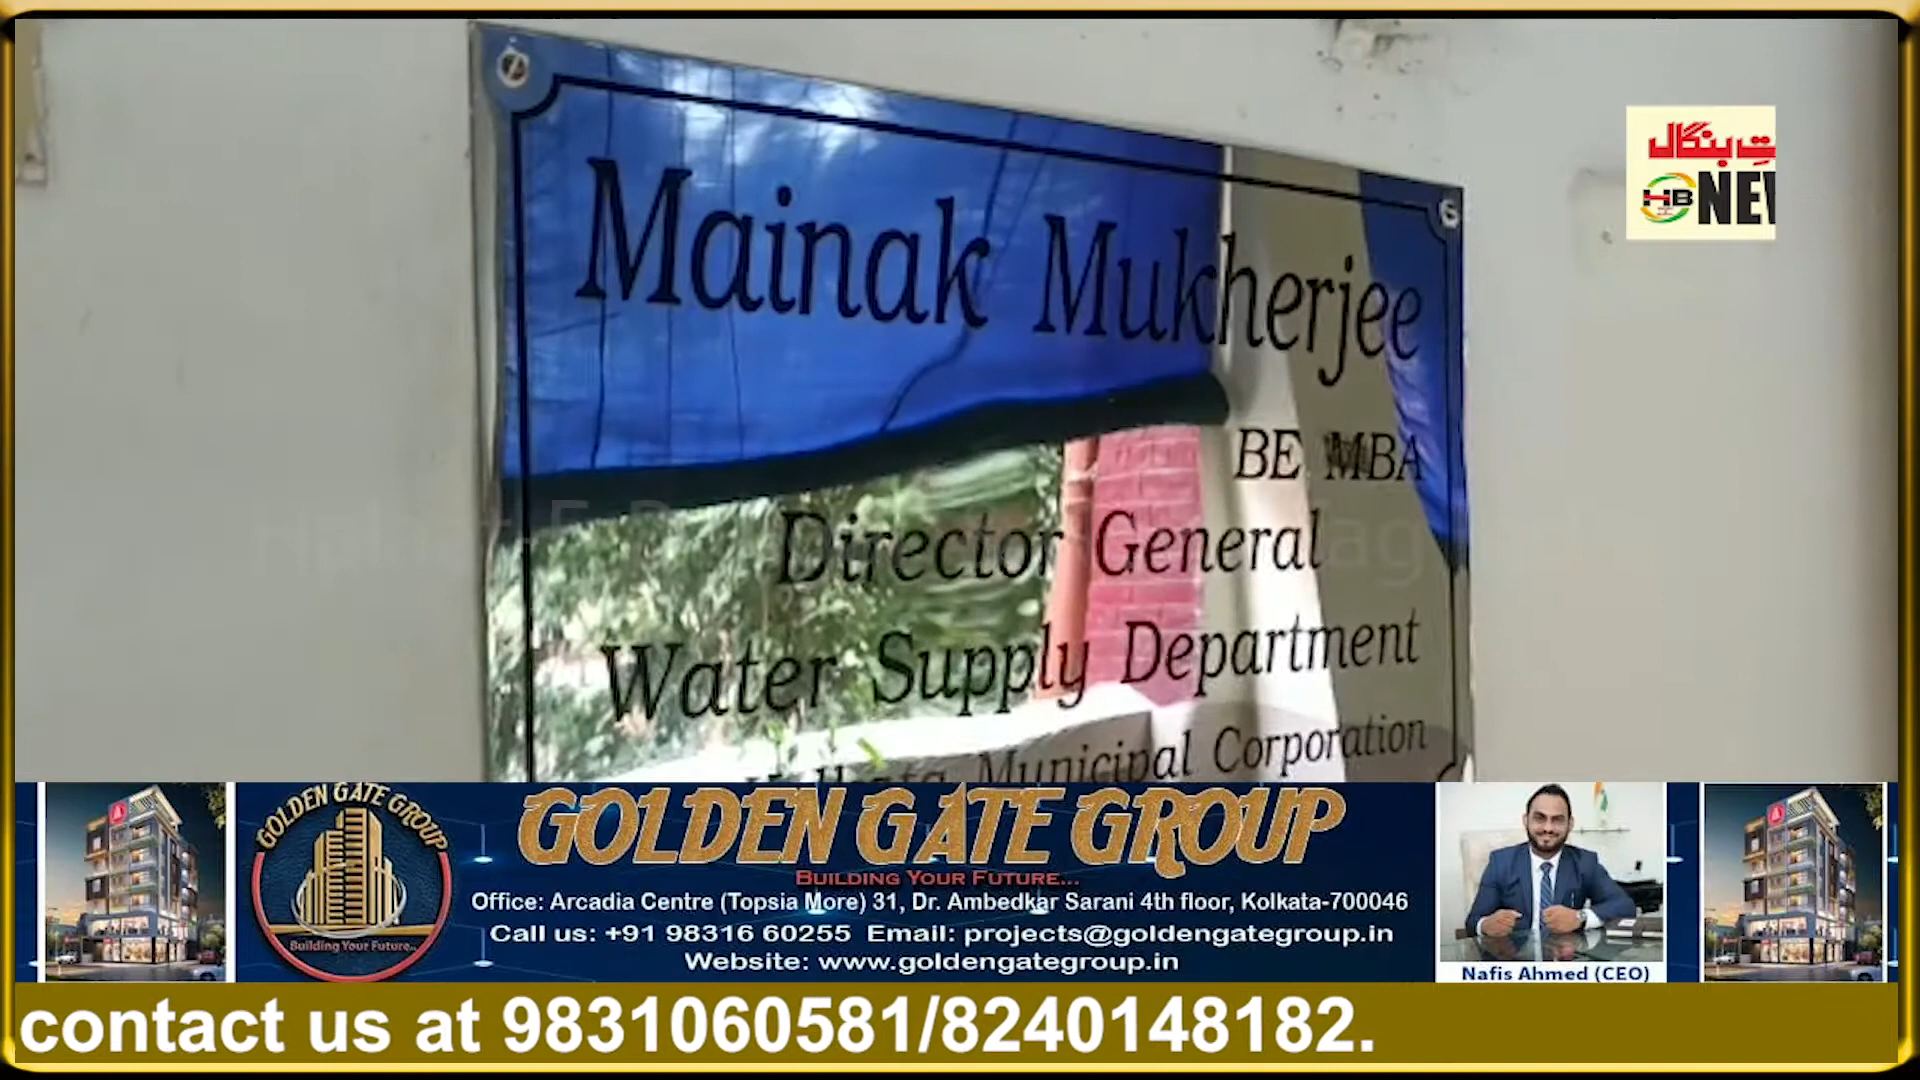 Mainak Mukherjee
BE MBA
Director General
Water Supply Department
Kolkata Municipal Corporation
بنگال
HB NEW
GOLDEN GATE GROUP
Building Your Future...
GOLDEN GATE GROUP
BUILDING YOUR FUTURE...
Office: Arcadia Centre (Topsia More) 31, Dr. Ambedkar Sarani 4th floor, Kolkata-700046
Call us: +91 98316 60255 Email: projects@goldengategroup.in
Website: www.goldengategroup.in
Nafis Ahmed (CEO)
contact us at 9831060581/8240148182.